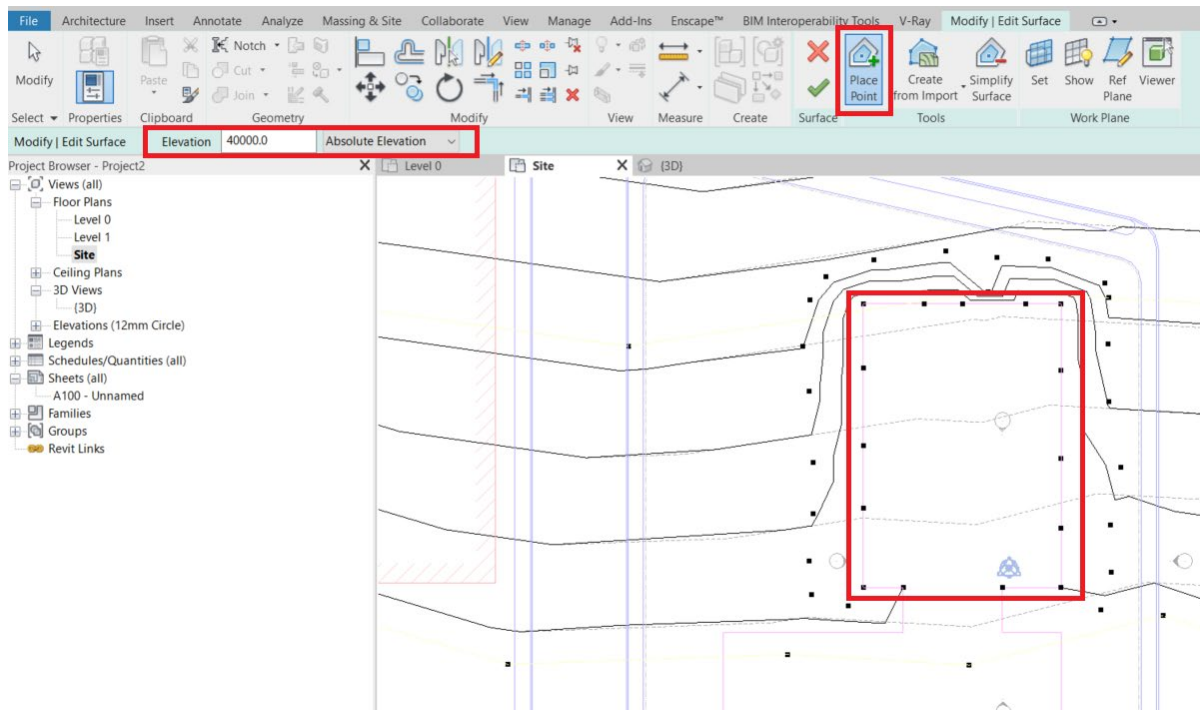 File Architecture Insert Annotate Analyze Massing & Site Collaborate View Manage Add-Ins Enscape™ BIM Interoperability Tools V-Ray Modify | Edit Surface
Modify
Paste
Notch
Cut
Join
Place Point
Create from Import
Simplify Surface
Set
Show
Ref Plane
Viewer
Select Properties Clipboard Geometry Modify View Measure Create Surface Tools Work Plane
Modify | Edit Surface Elevation 40000.0 Absolute Elevation
Project Browser - Project2
Level 0 Site (3D)
Views (all)
Floor Plans
Level 0
Level 1
Site
Ceiling Plans
3D Views
{3D}
Elevations (12mm Circle)
Legends
Schedules/Quantities (all)
Sheets (all)
A100 - Unnamed
Families
Groups
Revit Links